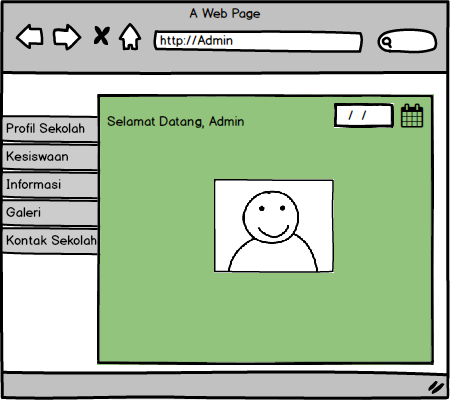 A Web Page
http://Admin
Selamat Datang, Admin
/ /
Profil Sekolah
Kesiswaan
Informasi
Galeri
Kontak Sekolah